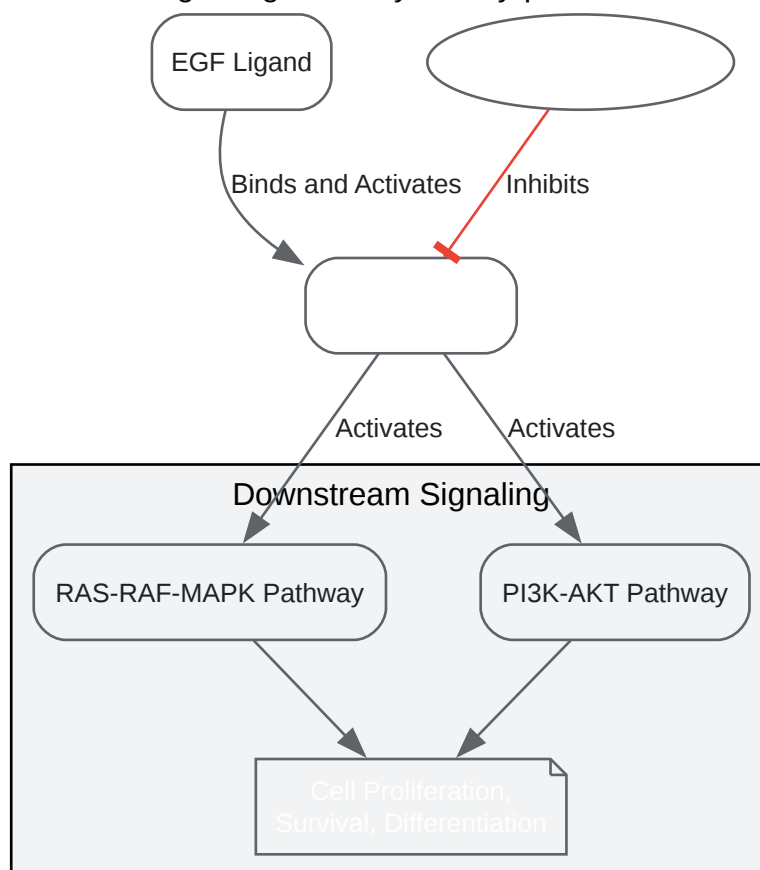 EGF Ligand
Binds and Activates
Inhibits
Activates
Activates
Downstream Signaling
RAS-RAF-MAPK Pathway
PI3K-AKT Pathway
Cell Proliferation,
Survival, Differentiation